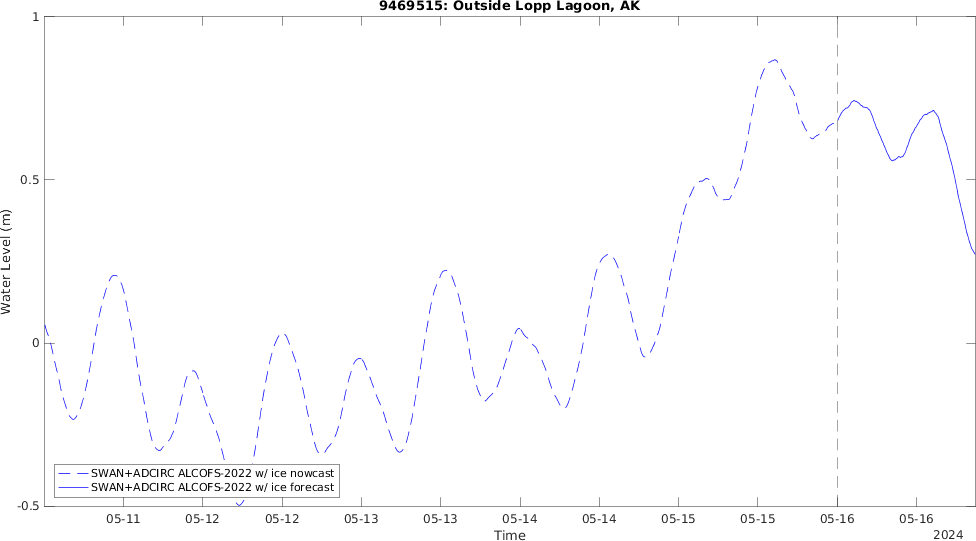 9469515: Outside Lopp Lagoon, AK
1
0.5
0
-0.5
Water Level (m)
SWAN+ADCIRC ALCOFS-2022 w/ ice nowcast
SWAN+ADCIRC ALCOFS-2022 w/ ice forecast
05-11 05-12 05-12 05-13 05-13 05-14 05-14 05-15 05-15 05-16 05-16
Time
2024